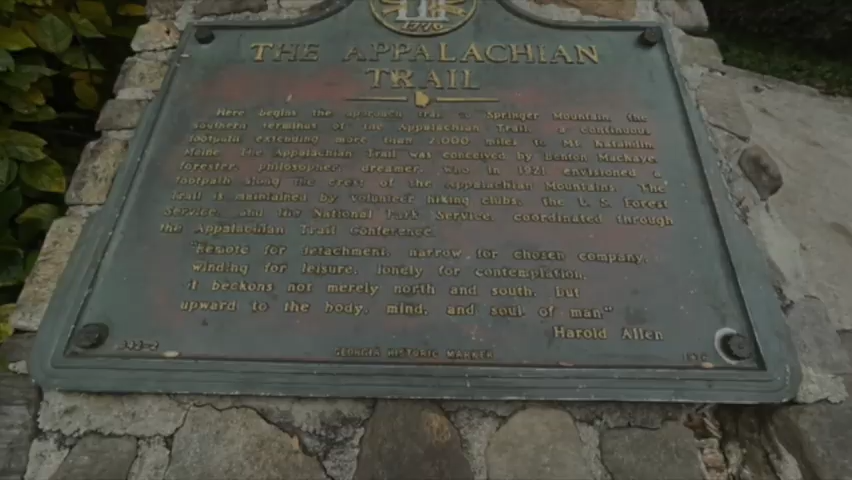 1776
THE APPALACHIAN
TRAIL
Here begins the approach trail to Springer Mountain the
southern terminus of the Appalachian Trail, a continuous
footpath extending more than 2,000 miles to Mt. Katahdin,
Maine. The Appalachian Trail was conceived by Benton MacKaye,
forester, philosopher, dreamer, who in 1921 envisioned a
footpath along the crest of the Appalachian Mountains. The
Trail is maintained by volunteer hiking clubs, the U. S. Forest
Service, and the National Park Service, coordinated through
the Appalachian Trail Conference.
"Remote for detachment, narrow for chosen company,
winding for leisure, lonely for contemplation,
it beckons not merely north and south, but
upward to the body, mind, and soul of man."
Harold Allen
GEORGIA HISTORIC MARKER